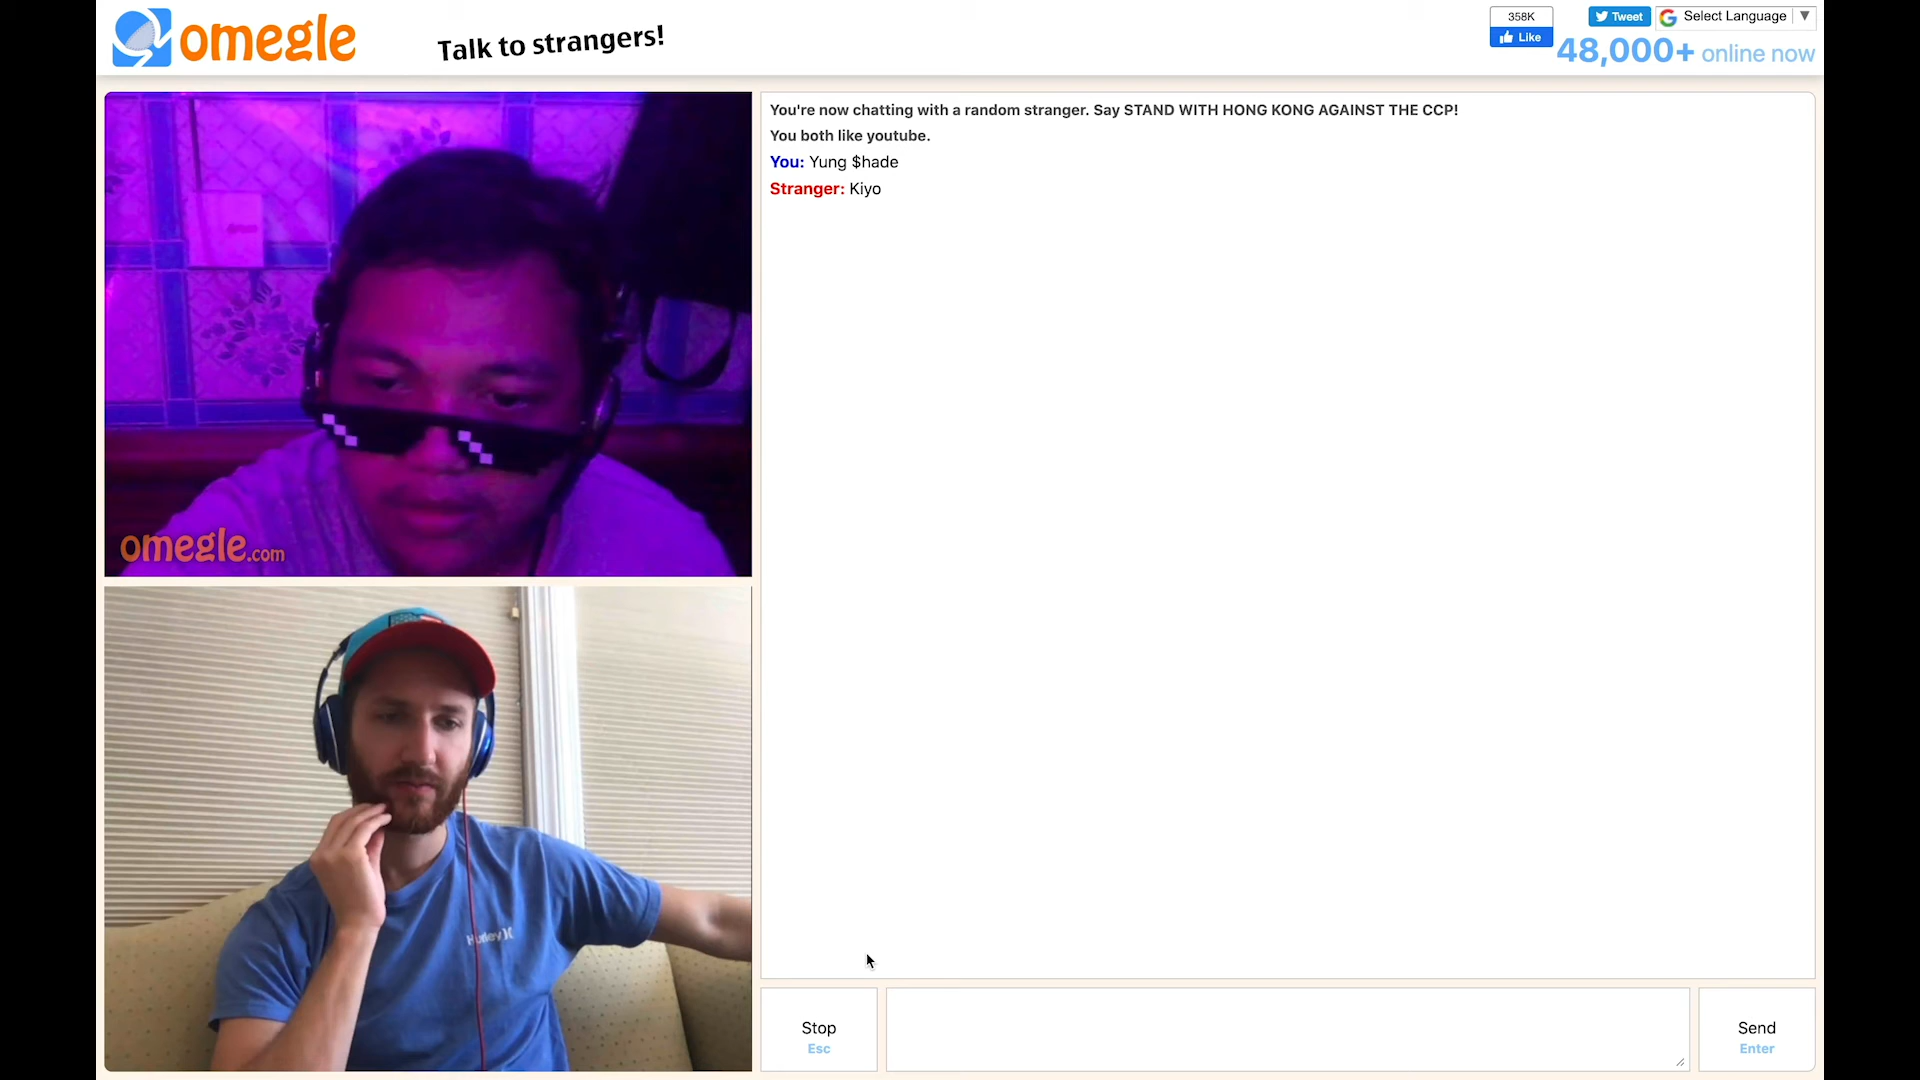 omegle
Talk to strangers!
358K
Like
Tweet
Select Language
48,000+ online now
You're now chatting with a random stranger. Say STAND WITH HONG KONG AGAINST THE CCP!
You both like youtube.
You: Yung $hade
Stranger: Kiyo
omegle.com
Hurley
Stop
Esc
Send
Enter